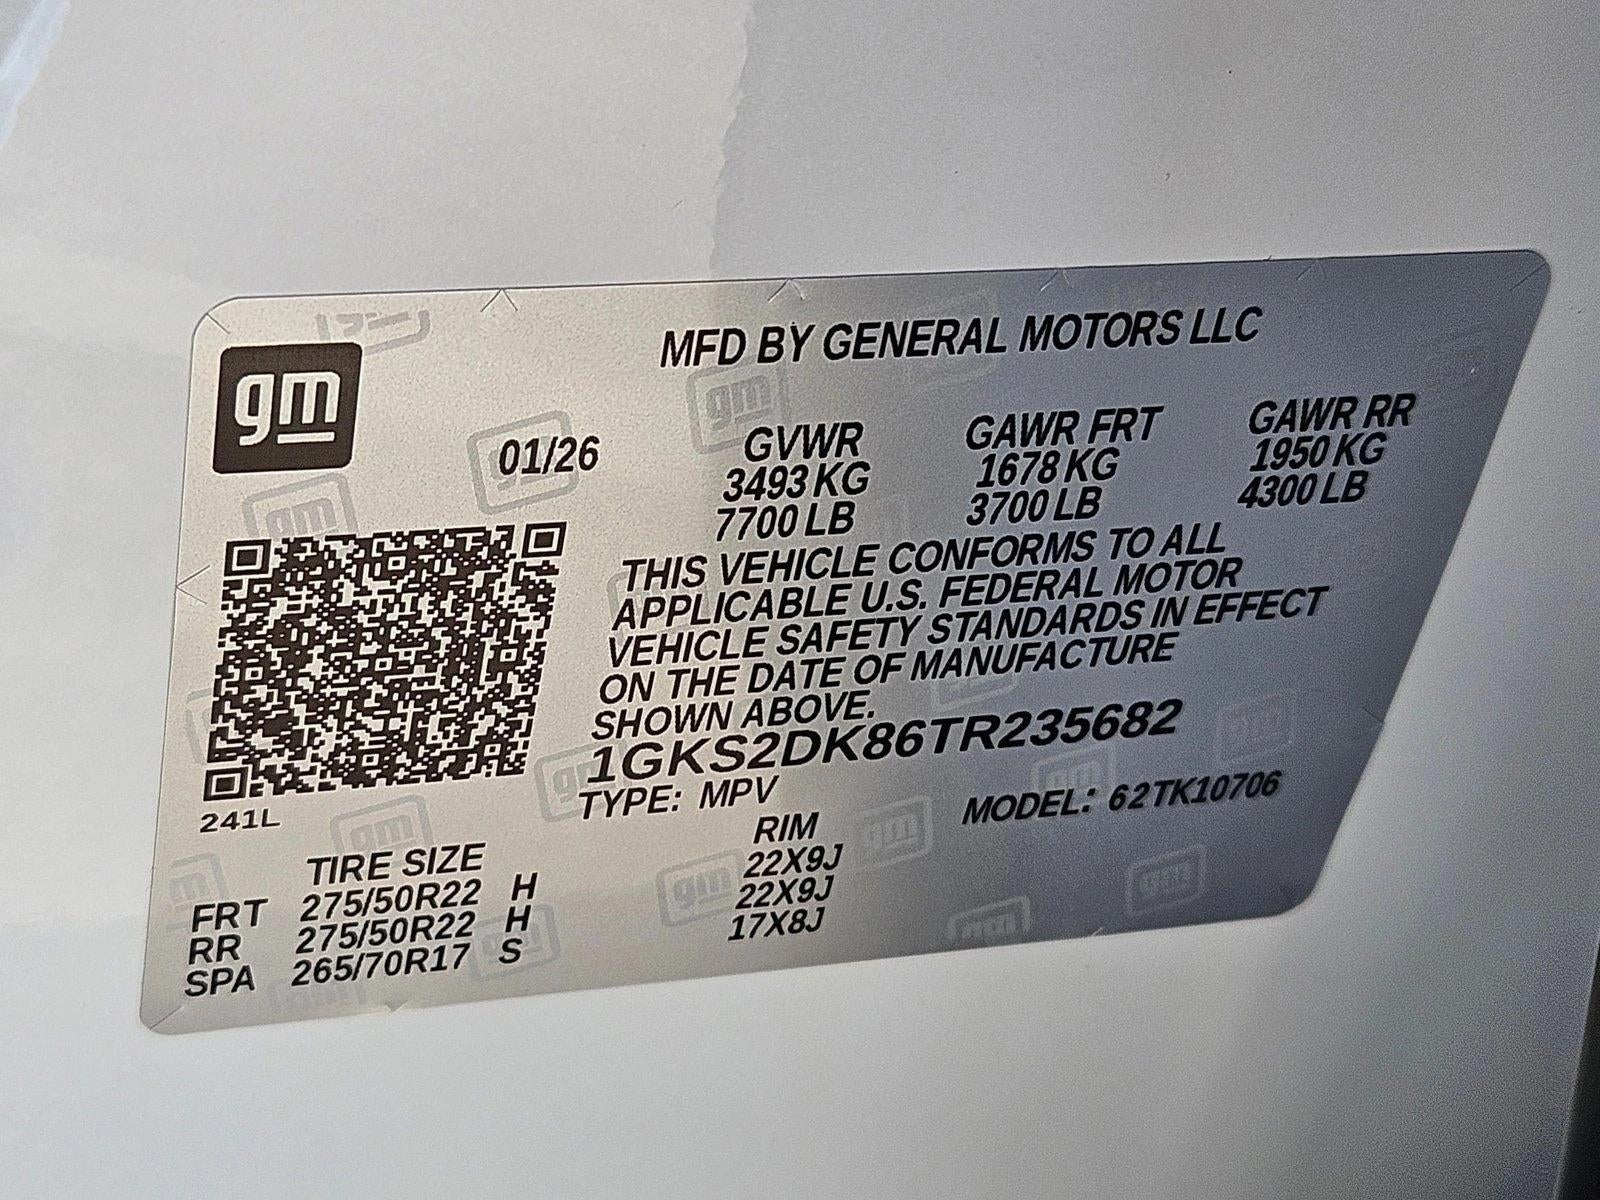 gm
MFD BY GENERAL MOTORS LLC
01/26
GVWR GAWR FRT GAWR RR
3493 KG 1678 KG 1950 KG
7700 LB 3700 LB 4300 LB
THIS VEHICLE CONFORMS TO ALL
APPLICABLE U.S. FEDERAL MOTOR
VEHICLE SAFETY STANDARDS IN EFFECT
ON THE DATE OF MANUFACTURE
SHOWN ABOVE.
1GKS2DK86TR235682
TYPE: MPV MODEL: 62TK10706
241L
TIRE SIZE RIM
FRT 275/50R22 H 22X9J
RR 275/50R22 H 22X9J
SPA 265/70R17 S 17X8J